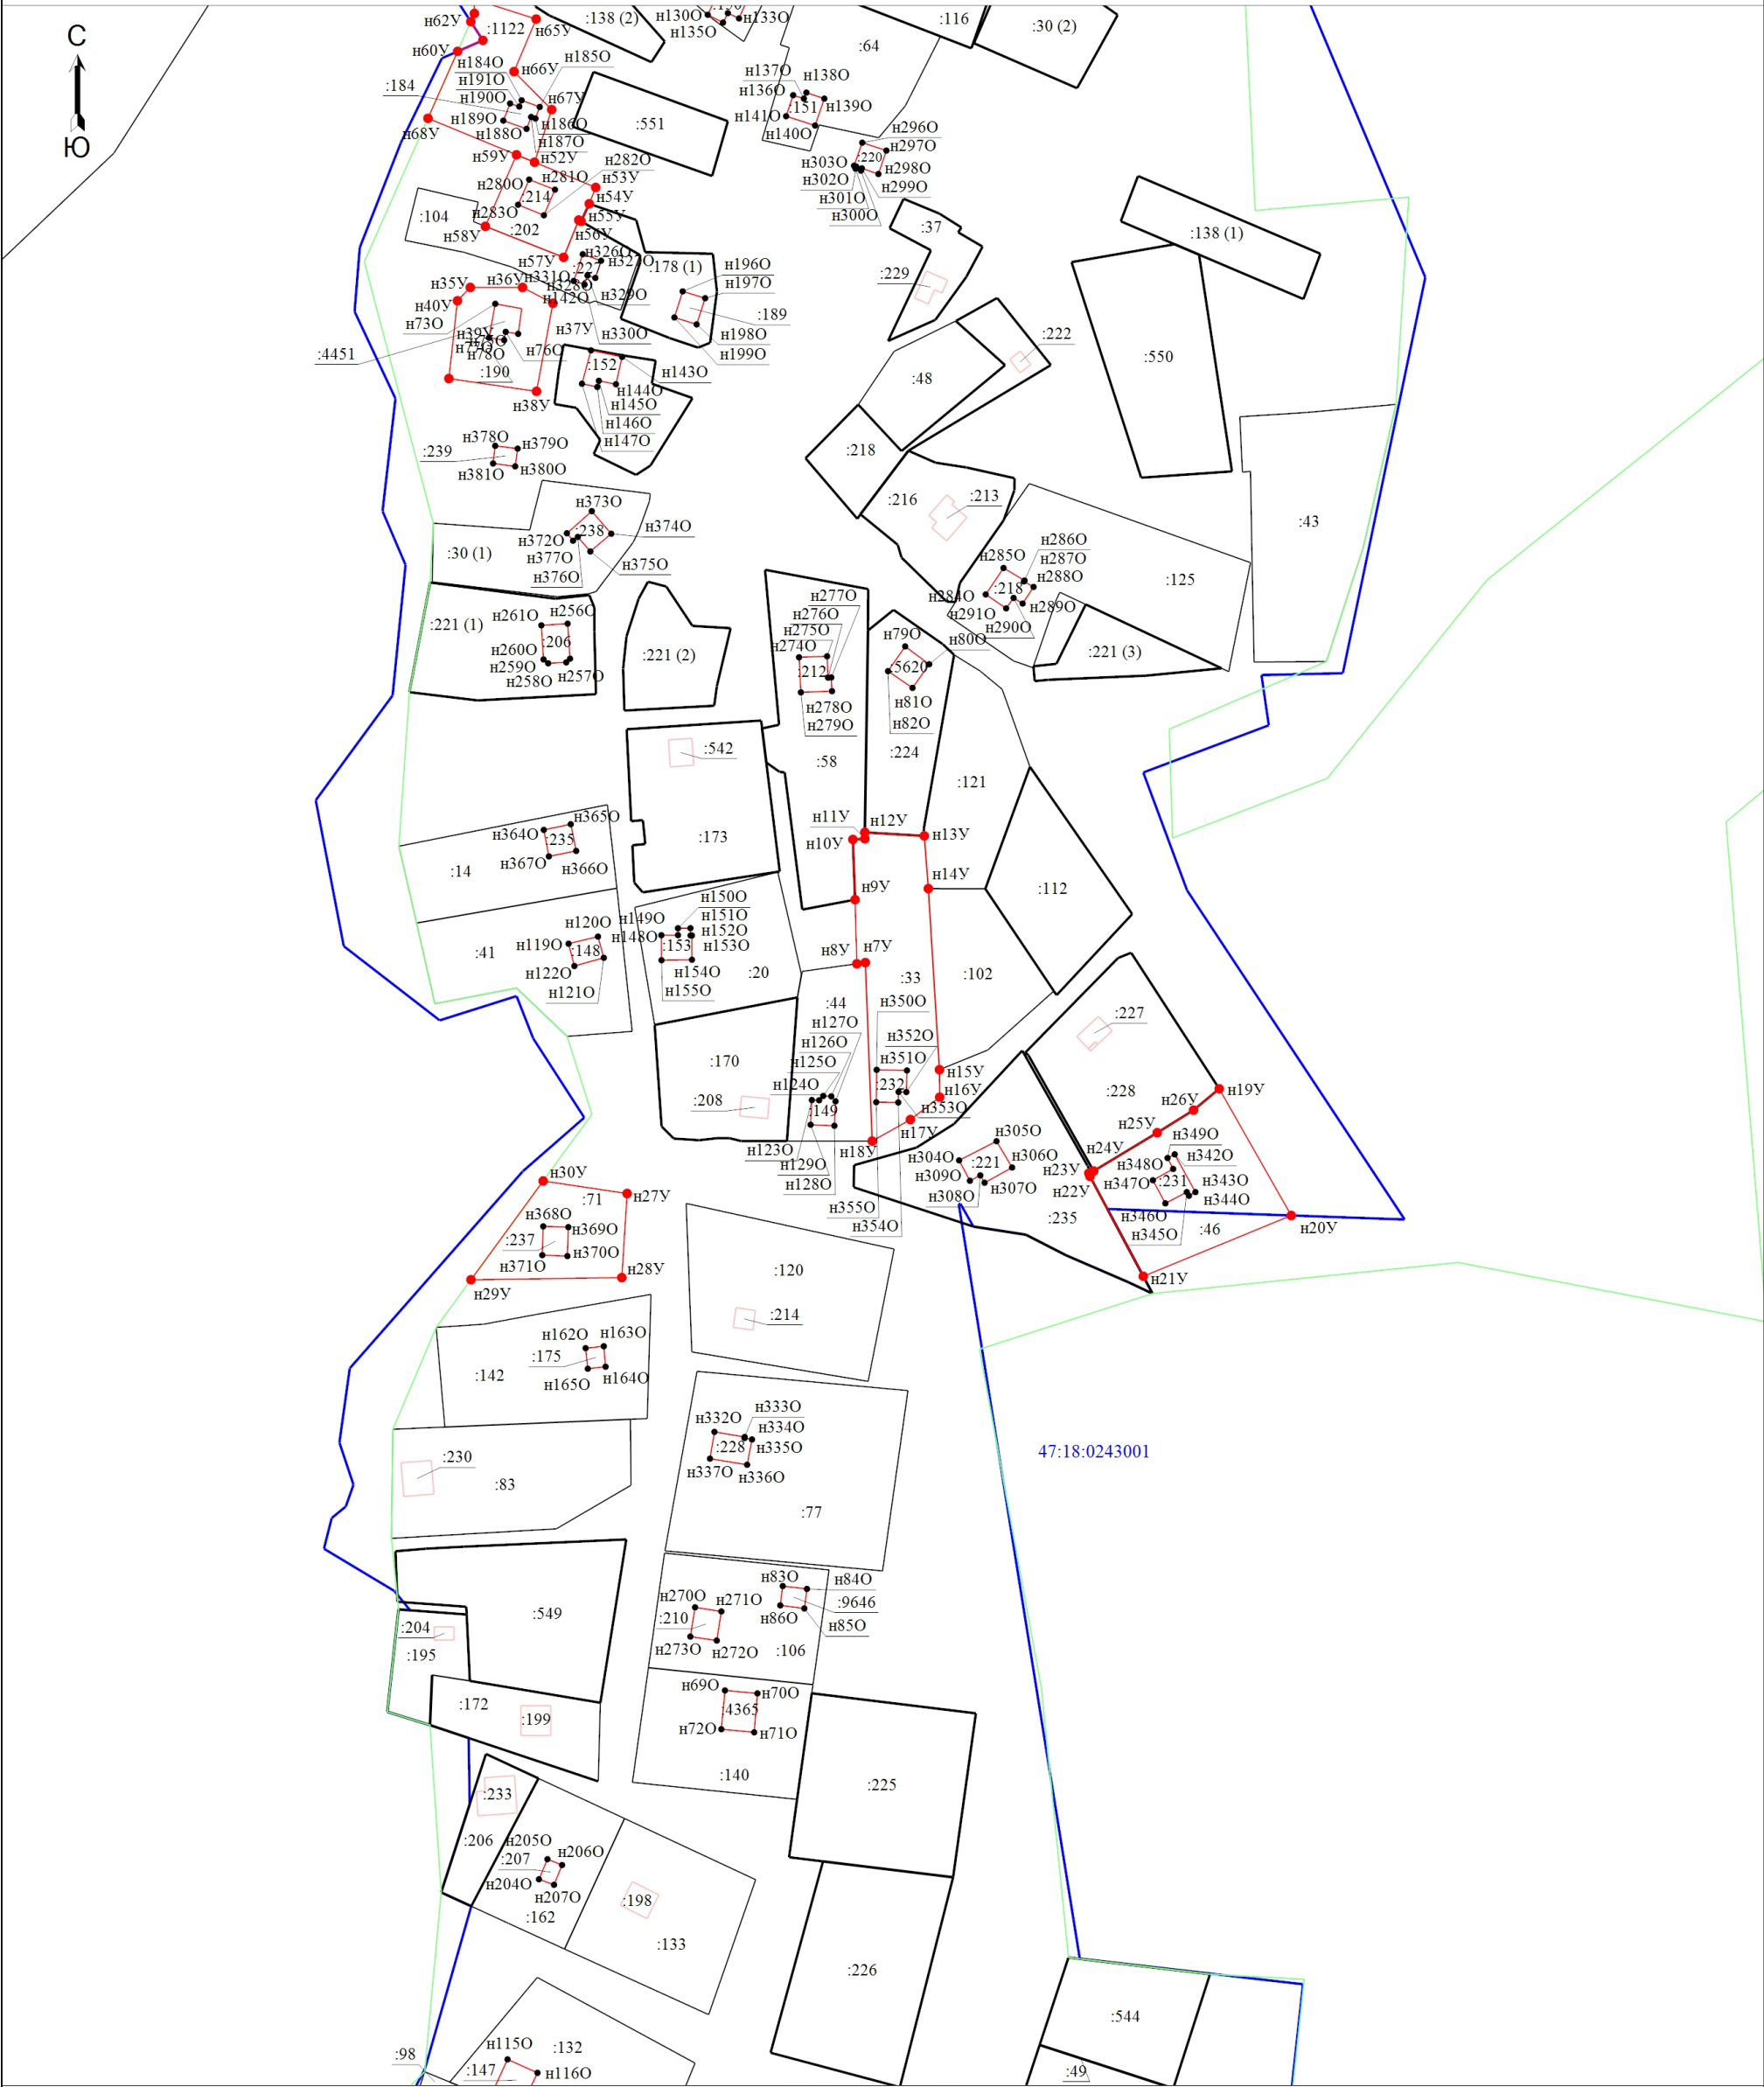 С
Ю
н62У
:1122
н65У
:138 (2)
н130О
н133О
н135О
:116
:30 (2)
:64
н60У
н184О
н185О
н191О
н66У
:184
н190О
н67У
н189О
н186О
н188О
н187О
н68У
:551
н137О
н138О
н136О
:151
н139О
н141О
н140О
н296О
н297О
:220
н303О
н298О
н302О
н299О
н301О
н300О
н59У
н52У
н282О
н281О
н280О
н53У
:214
н54У
:104
н283О
н55У
:202
н56У
н58У
н57У
н326О
:178 (1)
н196О
н197О
:189
н198О
н199О
н329О
н330О
:37
:229
:138 (1)
н35У
н36У
н331О
н328О
н142О
н40У
н73О
н39У
н37У
н76О
н78О
:4451
:190
н38У
:152
н143О
н144О
н145О
н146О
н147О
:222
:550
:48
:218
н378О
н379О
:239
н381О
н380О
:216
:213
:43
н373О
:238
н374О
н372О
:30 (1)
н377О
н375О
н376О
н286О
н285О
н287О
н288О
:218
:125
н284О
н289О
н291О
н290О
:221 (1)
н261О
н256О
:206
н260О
н259О
н257О
н258О
:221 (2)
н277О
н276О
н275О
н274О
:212
н278О
н279О
н79О
н80О
:5620
н81О
н82О
:221 (3)
:542
:58
:224
:121
:173
н11У
н12У
н10У
н13У
н365О
н364О
:235
н367О
н366О
:14
н14У
н9У
:112
н150О
н149О
н151О
н148О
н152О
:153
н153О
н154О
н155О
:20
н120О
н119О
:148
н122О
н121О
:41
н8У
н7У
:33
:102
:44
н350О
н127О
н126О
н352О
н125О
н351О
н124О
:232
н15У
н16У
:149
н353О
н17У
н123О
н18У
н129О
н128О
н355О
н354О
:170
:208
:227
:228
н19У
н26У
н25У
н24У
н349О
н23У
н348О
н342О
н22У
н347О
:231
н343О
н344О
н346О
н345О
:46
н20У
н21У
н305О
н304О
:221
н306О
н309О
н307О
н308О
:235
н30У
:71
н27У
н368О
н369О
:237
н370О
н371О
н28У
н29У
:120
:214
н162О
н163О
:175
н164О
н165О
:142
н333О
н332О
н334О
:228
н335О
н337О
н336О
47:18:0243001
:230
:83
:77
н83О
н84О
н270О
н271О
:9646
:210
н86О
н85О
н273О
н272О
:106
:549
:204
:195
н69О
н70О
:4365
н72О
н71О
:172
:199
:140
:225
:233
:206
н205О
н206О
:207
н204О
н207О
:162
:198
:133
:226
:544
н115О
:132
:98
:147
н116О
:49